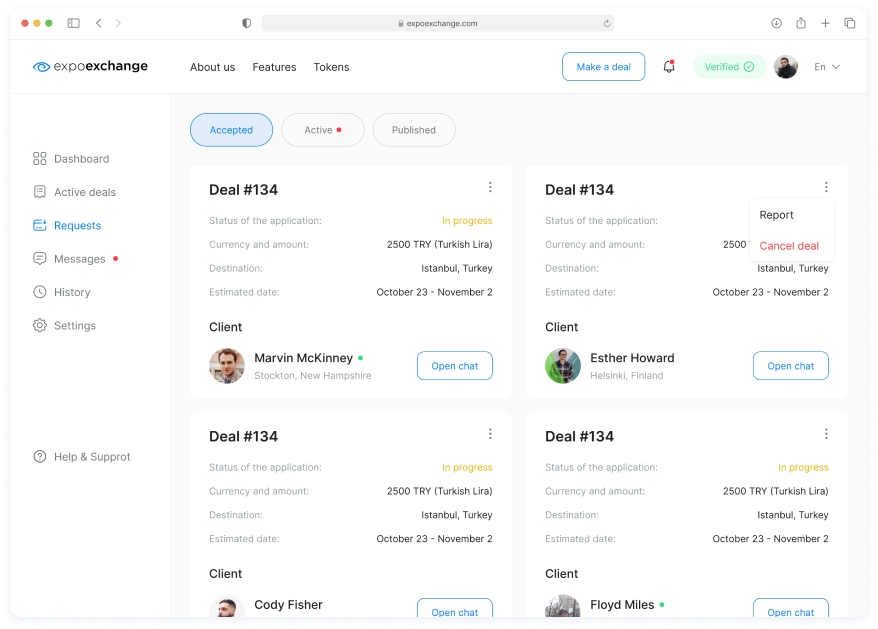 expoexchange.com
expoexchange
About us
Features
Tokens
Make a deal
Verified
En
Dashboard
Active deals
Requests
Messages
History
Settings
Help & Supprot
Accepted
Active
Published
Deal #134
Status of the application: In progress
Currency and amount: 2500 TRY (Turkish Lira)
Destination: Istanbul, Turkey
Estimated date: October 23 - November 2
Client
Marvin McKinney
Stockton, New Hampshire
Open chat
Deal #134
Report
Cancel deal
Status of the application:
Currency and amount: 2500
Destination: Istanbul, Turkey
Estimated date: October 23 - November 2
Client
Esther Howard
Helsinki, Finland
Open chat
Deal #134
Status of the application: In progress
Currency and amount: 2500 TRY (Turkish Lira)
Destination: Istanbul, Turkey
Estimated date: October 23 - November 2
Client
Cody Fisher
Open chat
Deal #134
Status of the application: In progress
Currency and amount: 2500 TRY (Turkish Lira)
Destination: Istanbul, Turkey
Estimated date: October 23 - November 2
Client
Floyd Miles
Open chat